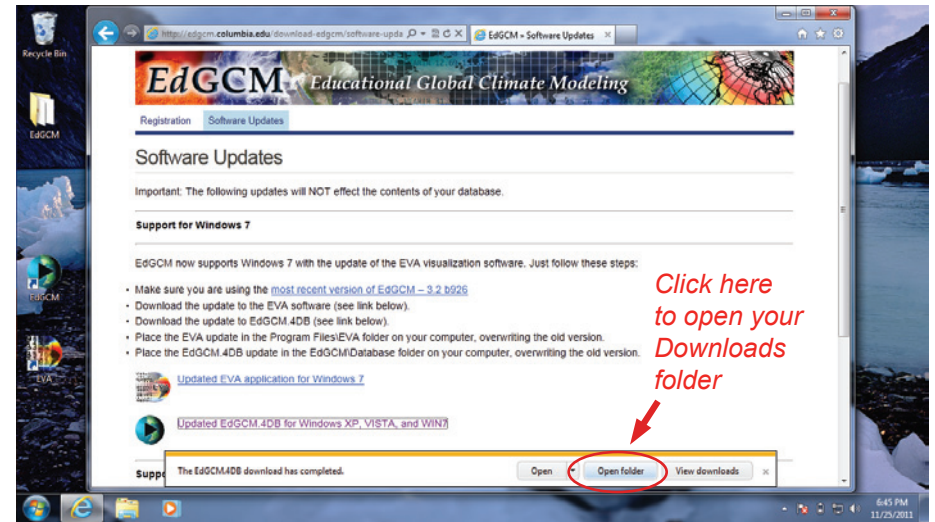 Recycle Bin
EdGCM
EdGCM
EVA
http://edgcm.columbia.edu/download-edgcm/software-upda
EdGCM » Software Updates
EdGCM Educational Global Climate Modeling
Registration Software Updates
Software Updates
Important: The following updates will NOT effect the contents of your database.
Support for Windows 7
EdGCM now supports Windows 7 with the update of the EVA visualization software. Just follow these steps:
• Make sure you are using the most recent version of EdGCM – 3.2 b926
• Download the update to the EVA software (see link below).
• Download the update to EdGCM.4DB (see link below).
• Place the EVA update in the Program Files\EVA folder on your computer, overwriting the old version.
• Place the EdGCM.4DB update in the EdGCM\Database folder on your computer, overwriting the old version.
Updated EVA application for Windows 7
Updated EdGCM.4DB for Windows XP, VISTA, and WIN7
Click here
to open your
Downloads
folder
Suppo
The EdGCM.4DB download has completed.
Open
Open folder
View downloads
6:45 PM
11/25/2011